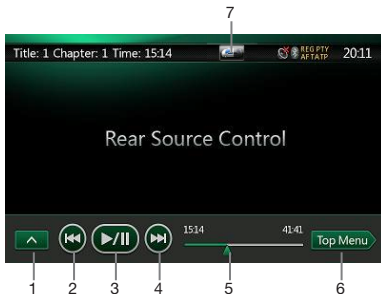 7
Title: 1 Chapter: 1 Time: 15:14
REG PTY
AF TA TP
20:11
Rear Source Control
15:14
41:41
Top Menu
1 2 3 4 5 6